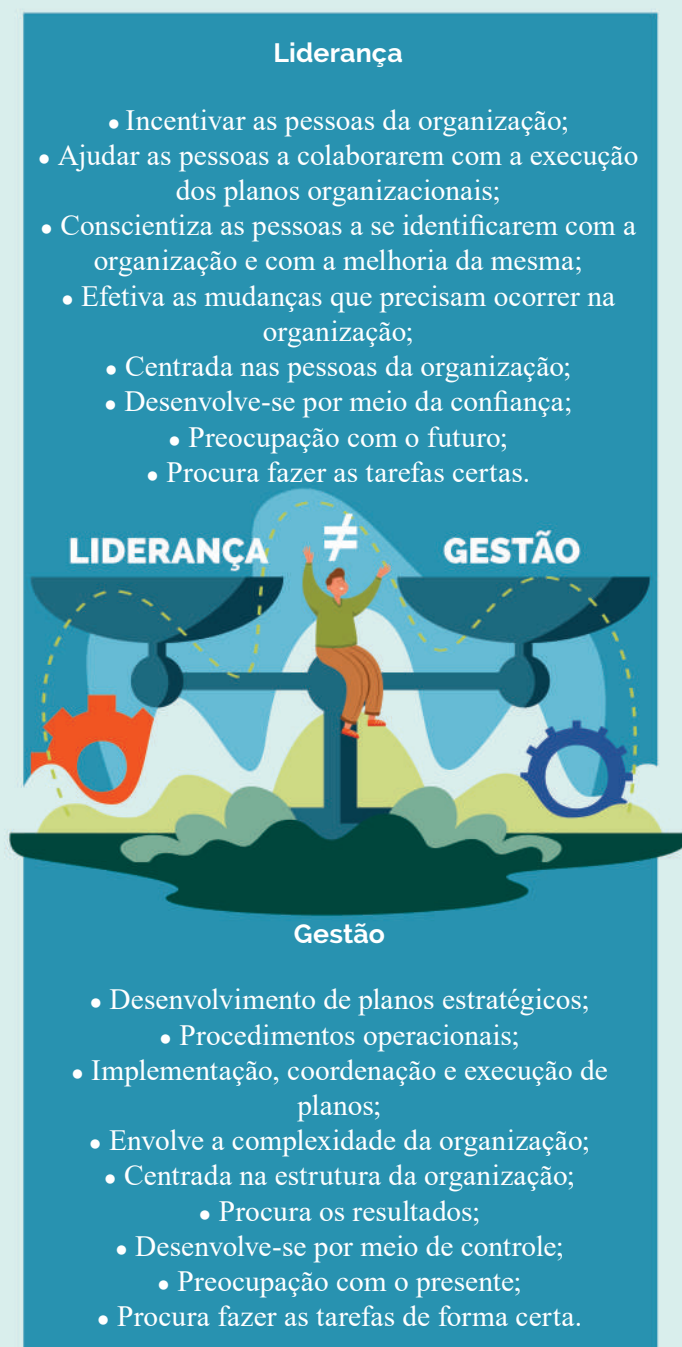 Liderança
• Incentivar as pessoas da organização;
• Ajudar as pessoas a colaborarem com a execução
dos planos organizacionais;
• Conscientiza as pessoas a se identificarem com a
organização e com a melhoria da mesma;
• Efetiva as mudanças que precisam ocorrer na
organização;
• Centrada nas pessoas da organização;
• Desenvolve-se por meio da confiança;
• Preocupação com o futuro;
• Procura fazer as tarefas certas.
LIDERANÇA ≠ GESTÃO
Gestão
• Desenvolvimento de planos estratégicos;
• Procedimentos operacionais;
• Implementação, coordenação e execução de
planos;
• Envolve a complexidade da organização;
• Centrada na estrutura da organização;
• Procura os resultados;
• Desenvolve-se por meio de controle;
• Preocupação com o presente;
• Procura fazer as tarefas de forma certa.